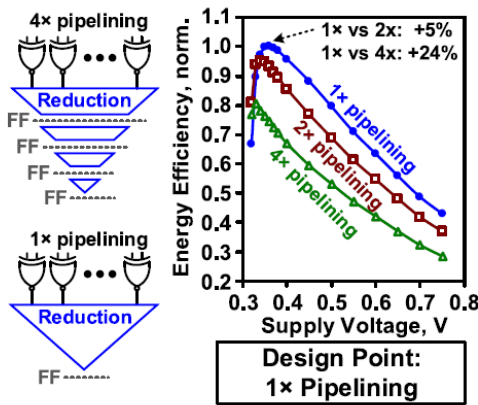 4× pipelining
Reduction
FF
FF
FF
FF
1× pipelining
Reduction
FF
Energy Efficiency, norm.
1.1
1.0
0.9
0.8
0.7
0.6
0.5
0.4
0.3
0.2
1× vs 2x: +5%
1× vs 4x: +24%
1× pipelining
2× pipelining
4× pipelining
0.3 0.4 0.5 0.6 0.7 0.8
Supply Voltage, V
Design Point:
1× Pipelining